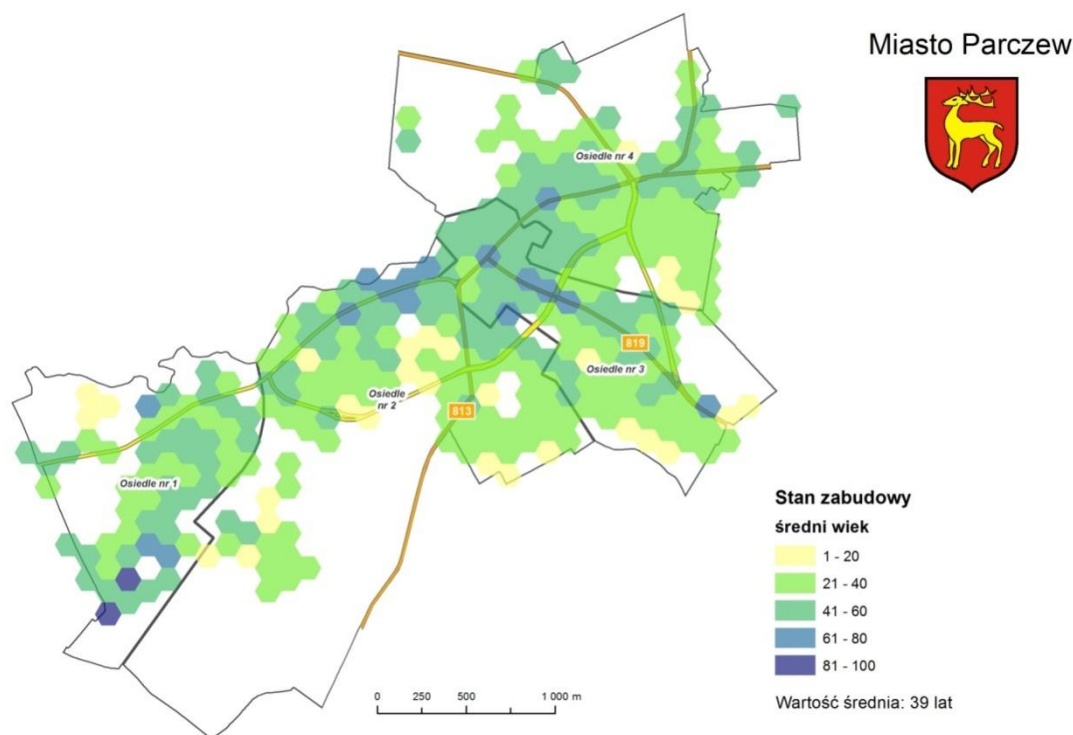 Miasto Parczew
Osiedle nr 4
819
Osiedle nr 3
Osiedle
nr 2
813
Osiedle nr 1
Stan zabudowy
średni wiek
1 - 20
21 - 40
41 - 60
61 - 80
81 - 100
0 250 500 1 000 m
Wartość średnia: 39 lat